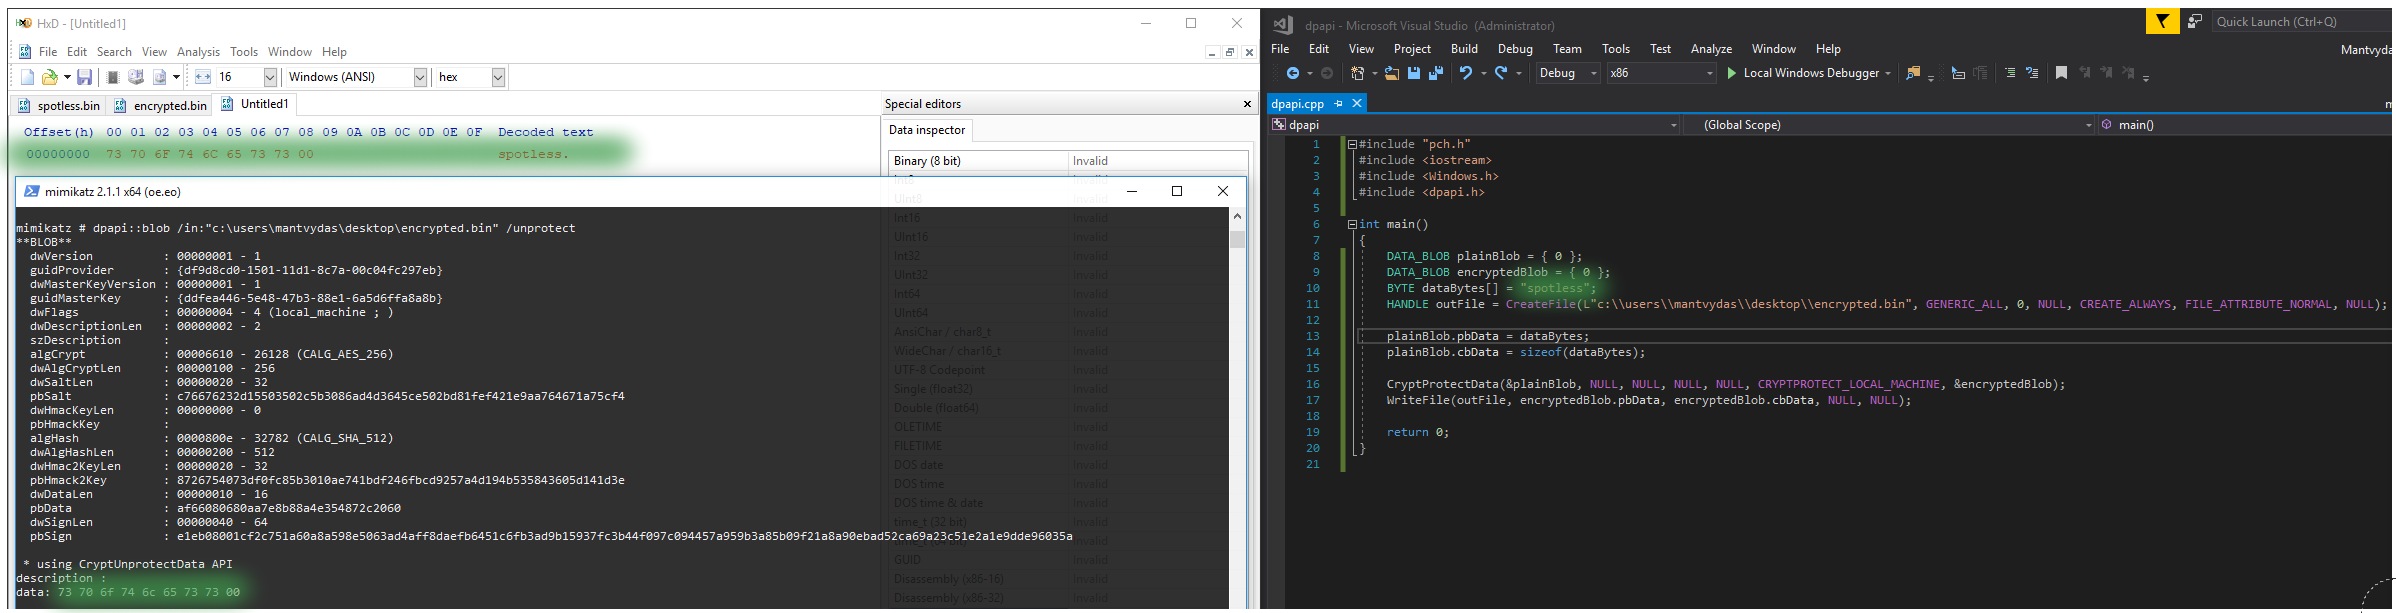 HxD - [Untitled1]
File Edit Search View Analysis Tools Window Help
16 Windows (ANSI) hex
spotless.bin encrypted.bin Untitled1
Offset(h) 00 01 02 03 04 05 06 07 08 09 0A 0B 0C 0D 0E 0F Decoded text
00000000 73 70 6F 74 6C 65 73 73 00 spotless.
Special editors
Data inspector
Binary (8 bit) Invalid
Int8
UInt8 Invalid
Int16 Invalid
UInt16 Invalid
Int32 Invalid
UInt32 Invalid
Int64 Invalid
UInt64 Invalid
AnsiChar / char8_t Invalid
WideChar / char16_t Invalid
UTF-8 Codepoint Invalid
Single (float32) Invalid
Double (float64) Invalid
OLETIME Invalid
FILETIME Invalid
DOS date Invalid
DOS time Invalid
DOS time & date Invalid
time_t (32 bit) Invalid
GUID Invalid
Disassembly (x86-16) Invalid
Disassembly (x86-32) Invalid
mimikatz 2.1.1 x64 (oe.eo)
mimikatz # dpapi::blob /in:"c:\users\mantvydas\desktop\encrypted.bin" /unprotect
**BLOB**
dwVersion : 00000001 - 1
guidProvider : {df9d8cd0-1501-11d1-8c7a-00c04fc297eb}
dwMasterKeyVersion : 00000001 - 1
guidMasterKey : {ddfea446-5e48-47b3-88e1-6a5d6ffa8a8b}
dwFlags : 00000004 - 4 (local_machine ; )
dwDescriptionLen : 00000002 - 2
szDescription :
algCrypt : 00006610 - 26128 (CALG_AES_256)
dwAlgCryptLen : 00000100 - 256
dwSaltLen : 00000020 - 32
pbSalt : c76676232d15503502c5b3086ad4d3645ce502bd81fef421e9aa764671a75cf4
dwHmacKeyLen : 00000000 - 0
pbHmackKey :
algHash : 0000800e - 32782 (CALG_SHA_512)
dwAlgHashLen : 00000200 - 512
dwHmac2KeyLen : 00000020 - 32
pbHmack2Key : 8726754073df0fc85b3010ae741bdf246fbcd9257a4d194b535843605d141d3e
dwDataLen : 00000010 - 16
pbData : af66080680aa7e8b88a4e354872c2060
dwSignLen : 00000040 - 64
pbSign : e1eb08001cf2c751a60a8a598e5063ad4aff8daefb6451c6fb3ad9b15937fc3b44f097c094457a959b3a85b09f21a8a90ebad52ca69a23c51e2a1e9dde96035a
* using CryptUnprotectData API
description :
data: 73 70 6f 74 6c 65 73 73 00
dpapi - Microsoft Visual Studio (Administrator)
Quick Launch (Ctrl+Q)
File Edit View Project Build Debug Team Tools Test Analyze Window Help
Mantvyda
Debug x86 Local Windows Debugger
dpapi.cpp
dpapi (Global Scope) main()
1 #include "pch.h"
2 #include <iostream>
3 #include <Windows.h>
4 #include <dpapi.h>
5
6 int main()
7 {
8 DATA_BLOB plainBlob = { 0 };
9 DATA_BLOB encryptedBlob = { 0 };
10 BYTE dataBytes[] = "spotless";
11 HANDLE outFile = CreateFile(L"c:\\users\\mantvydas\\desktop\\encrypted.bin", GENERIC_ALL, 0, NULL, CREATE_ALWAYS, FILE_ATTRIBUTE_NORMAL, NULL);
12
13 plainBlob.pbData = dataBytes;
14 plainBlob.cbData = sizeof(dataBytes);
15
16 CryptProtectData(&plainBlob, NULL, NULL, NULL, NULL, CRYPTPROTECT_LOCAL_MACHINE, &encryptedBlob);
17 WriteFile(outFile, encryptedBlob.pbData, encryptedBlob.cbData, NULL, NULL);
18
19 return 0;
20 }
21